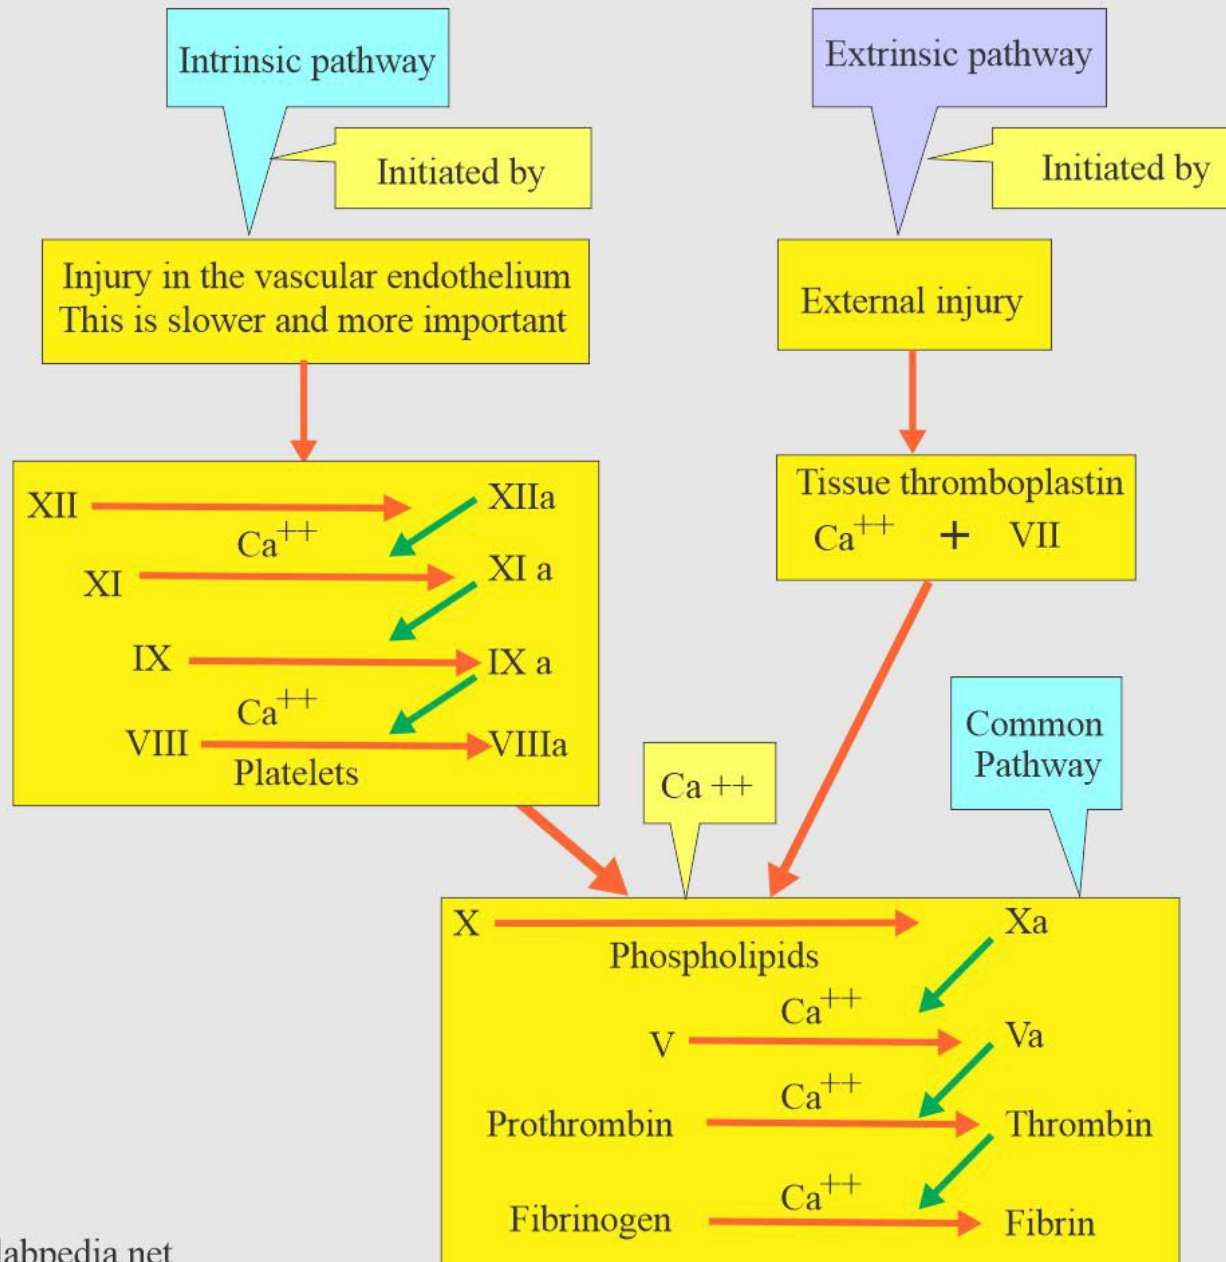 Intrinsic pathway
Initiated by
Injury in the vascular endothelium
This is slower and more important
XII XIIa
Ca++
XI XI a
IX IX a
Ca++
VIII VIIIa
Platelets
Extrinsic pathway
Initiated by
External injury
Tissue thromboplastin
Ca++ + VII
Ca ++
Common
Pathway
X Xa
Phospholipids
Ca++
V Va
Ca++
Prothrombin Thrombin
Ca++
Fibrinogen Fibrin
labpedia.net